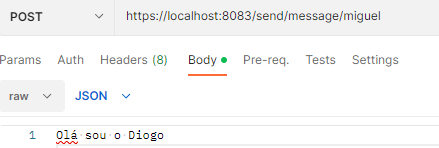 POST https://localhost:8083/send/message/miguel
Params Auth Headers (8) Body Pre-req. Tests Settings
raw JSON
1 Olá sou o Diogo